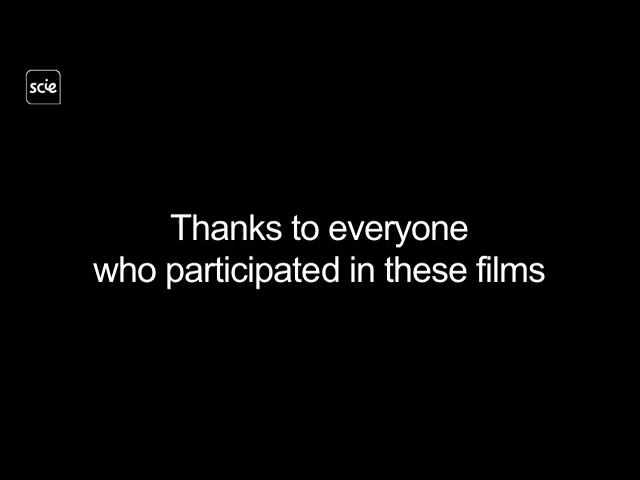 scie
Thanks to everyone
who participated in these films